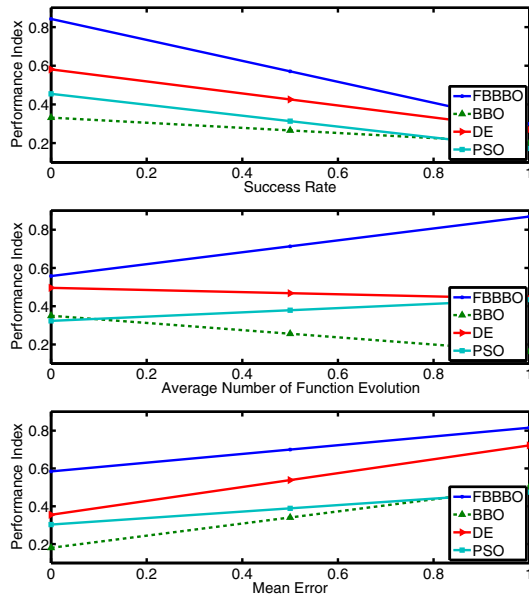 Performance Index
0.8
0.6
0.4
0.2
0
0.2
0.4
0.6
0.8
1
Success Rate
FBBBO
BBO
DE
PSO
Performance Index
0.8
0.6
0.4
0.2
0
0.2
0.4
0.6
0.8
1
Average Number of Function Evolution
FBBBO
BBO
DE
PSO
Performance Index
0.8
0.6
0.4
0.2
0
0.2
0.4
0.6
0.8
1
Mean Error
FBBBO
BBO
DE
PSO